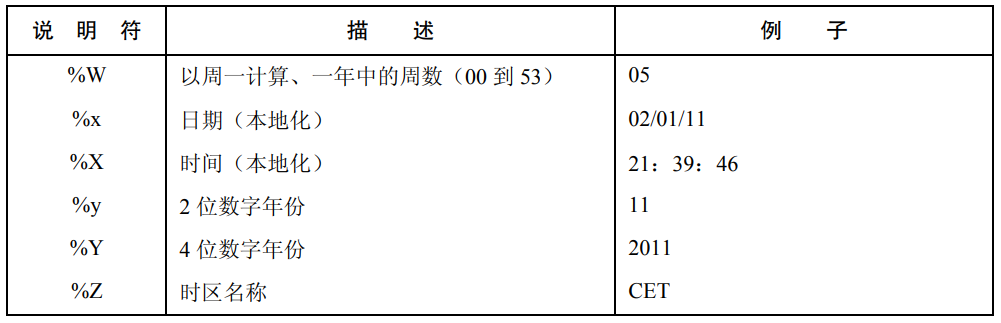 说 明 符 描 述 例 子
%W 以周一计算、一年中的周数（00 到 53） 05
%x 日期（本地化） 02/01/11
%X 时间（本地化） 21：39：46
%y 2 位数字年份 11
%Y 4 位数字年份 2011
%Z 时区名称 CET